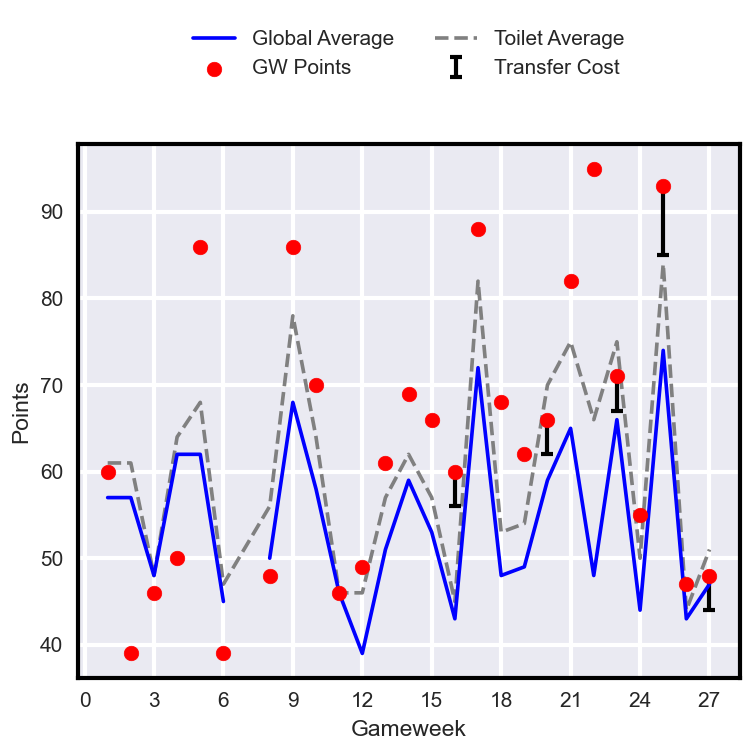 Global Average
Toilet Average
GW Points
Transfer Cost
90
80
70
60
50
40
Points
0 3 6 9 12 15 18 21 24 27
Gameweek